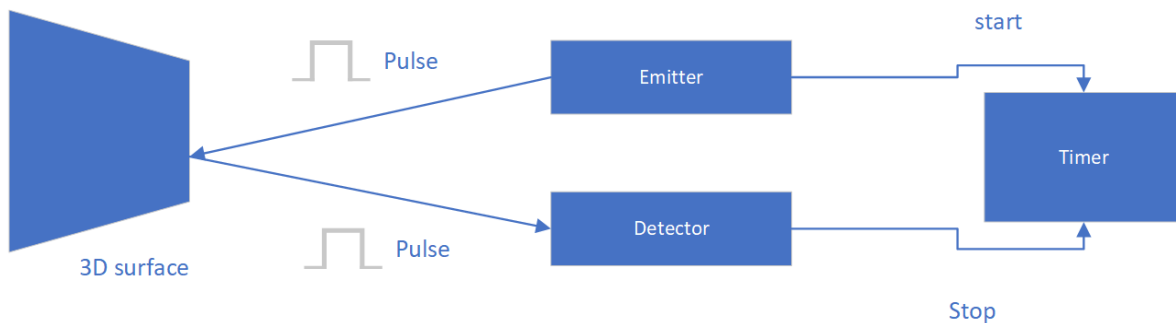 start
Pulse
Emitter
Timer
Detector
Pulse
3D surface
Stop